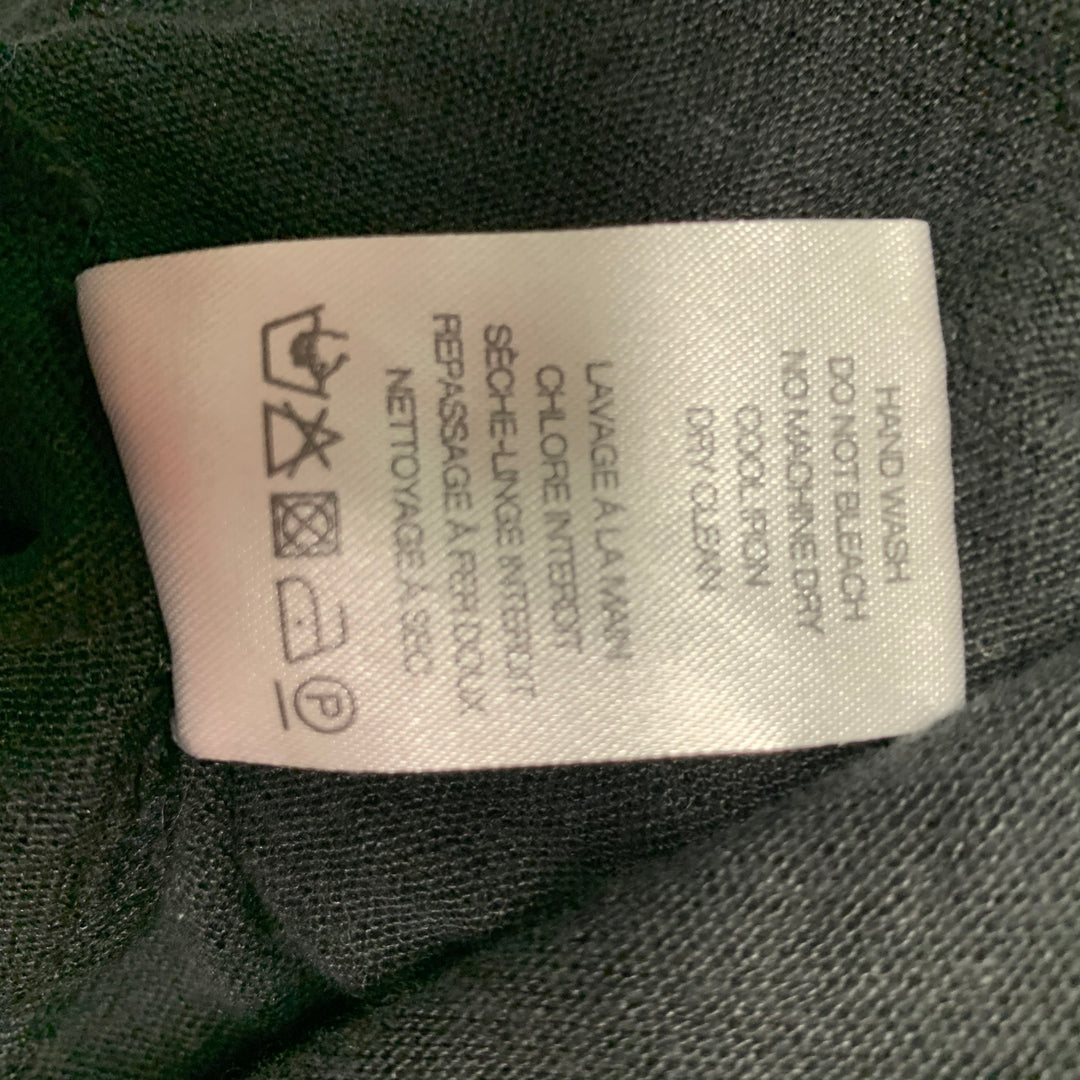 HAND WASH
DO NOT BLEACH
NO MACHINE DRY
COOL IRON
DRY CLEAN
LAVAGE À LA MAIN
CHLORE INTERDIT
SÈCHE-LINGE INTERDIT
REPASSAGE À FER DOUX
NETTOYAGE À SEC
P